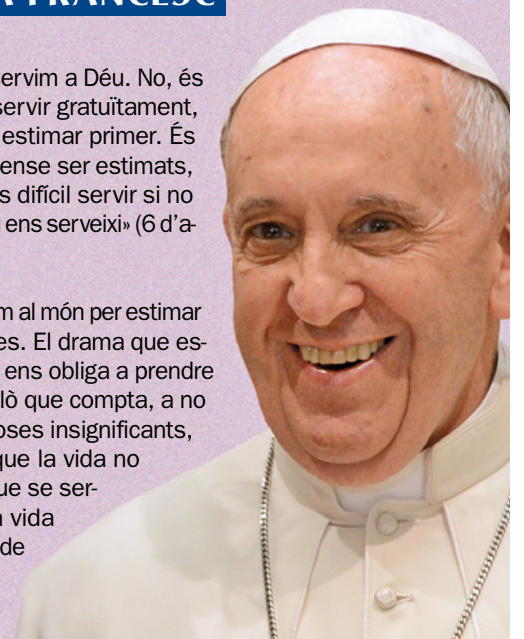 A FRANCESC
servim a Déu. No, és
servir gratuïtament,
estimar primer. És
ense ser estimats,
s difícil servir si no
ens serveixi» (6 d'a-
m al món per estimar
es. El drama que es-
ens obliga a prendre
lò que compta, a no
oses insignificants,
que la vida no
ue se ser-
a vida
de